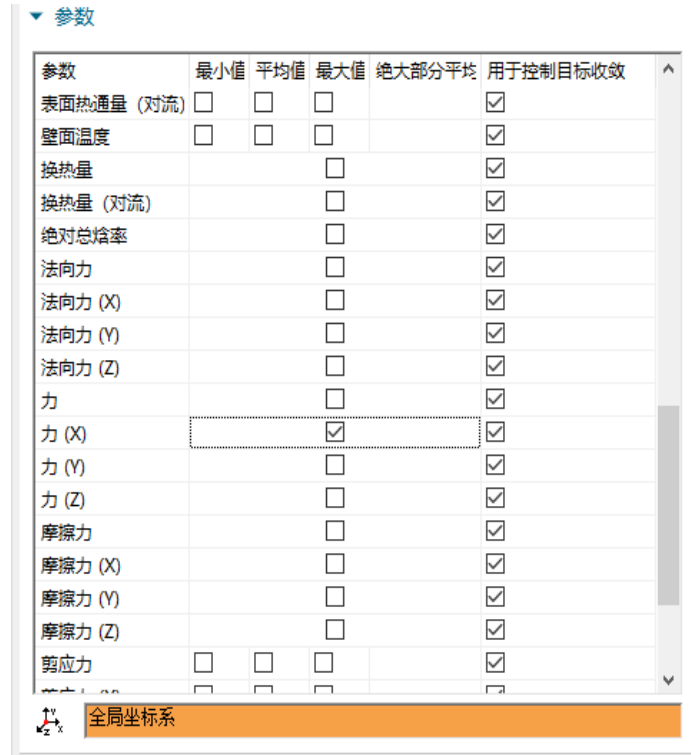 参数
参数 最小值 平均值 最大值 绝大部分平均 用于控制目标收敛
表面热通量 (对流)
壁面温度
换热量
换热量 (对流)
绝对总焓率
法向力
法向力 (X)
法向力 (Y)
法向力 (Z)
力
力 (X)
力 (Y)
力 (Z)
摩擦力
摩擦力 (X)
摩擦力 (Y)
摩擦力 (Z)
剪应力
全局坐标系